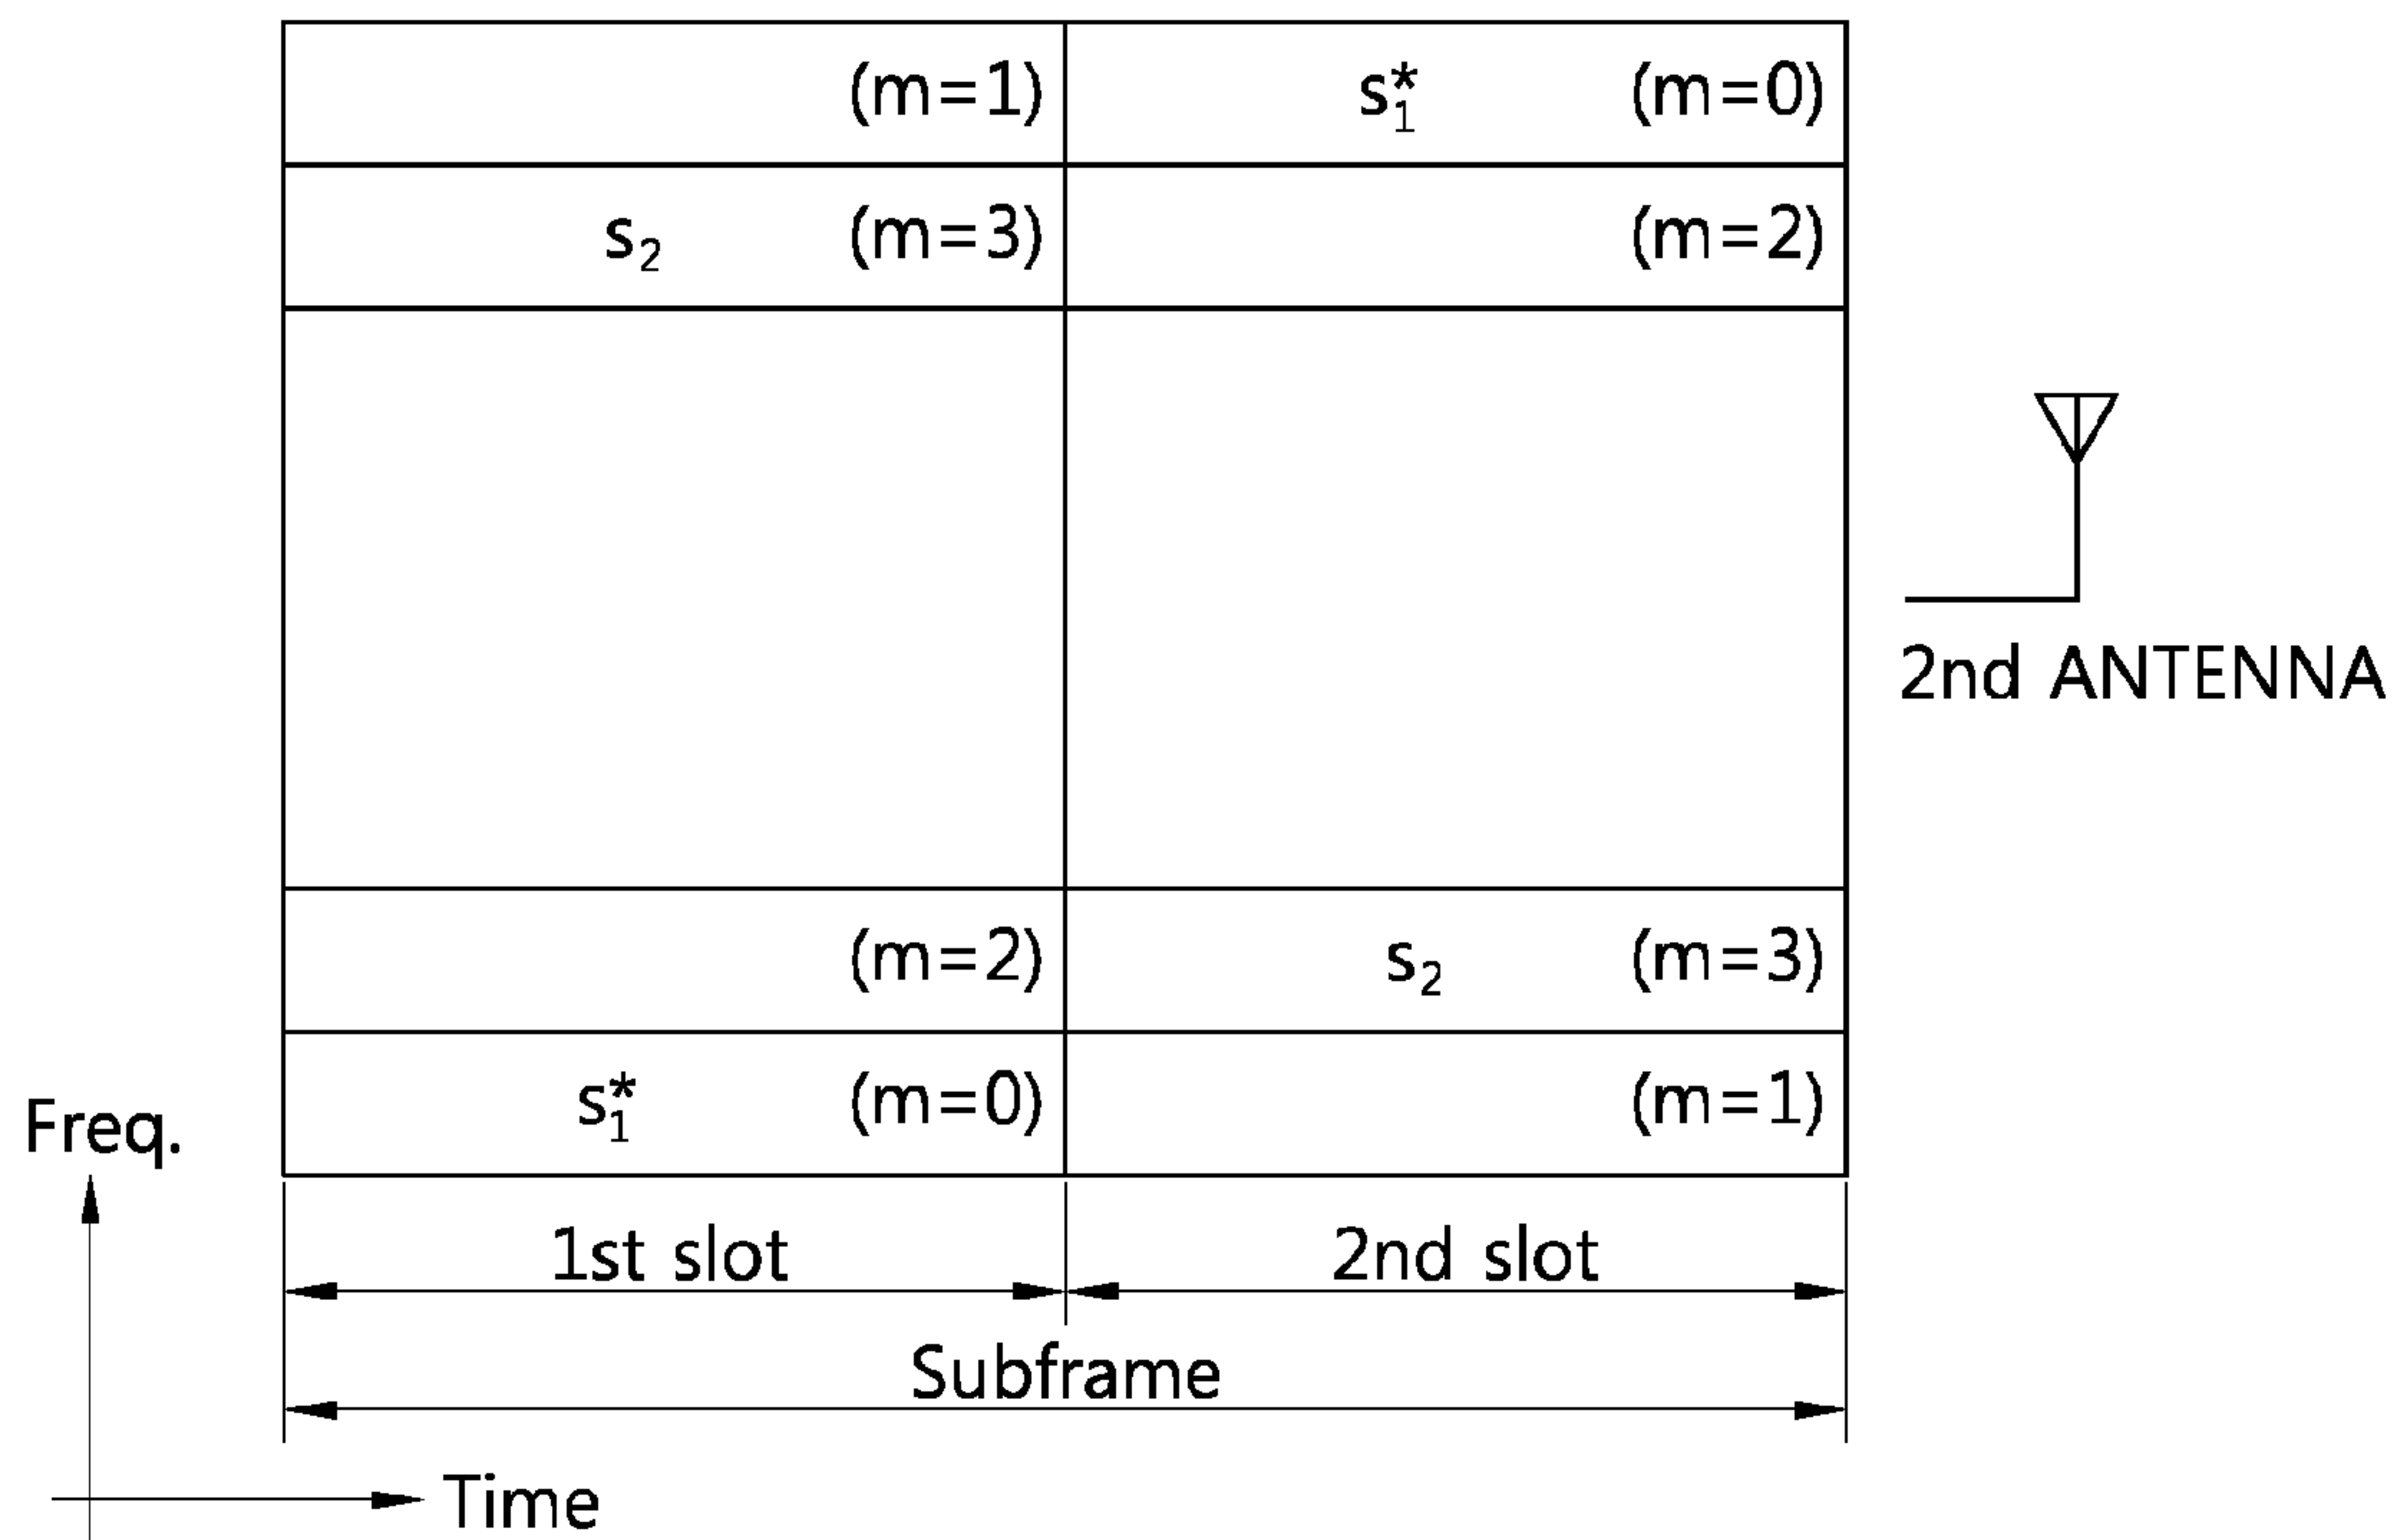 (m=1) s₁* (m=0)
s₂ (m=3) (m=2)
2nd ANTENNA
(m=2) s₂ (m=3)
s₁* (m=0) (m=1)
Freq.
1st slot 2nd slot
Subframe
Time